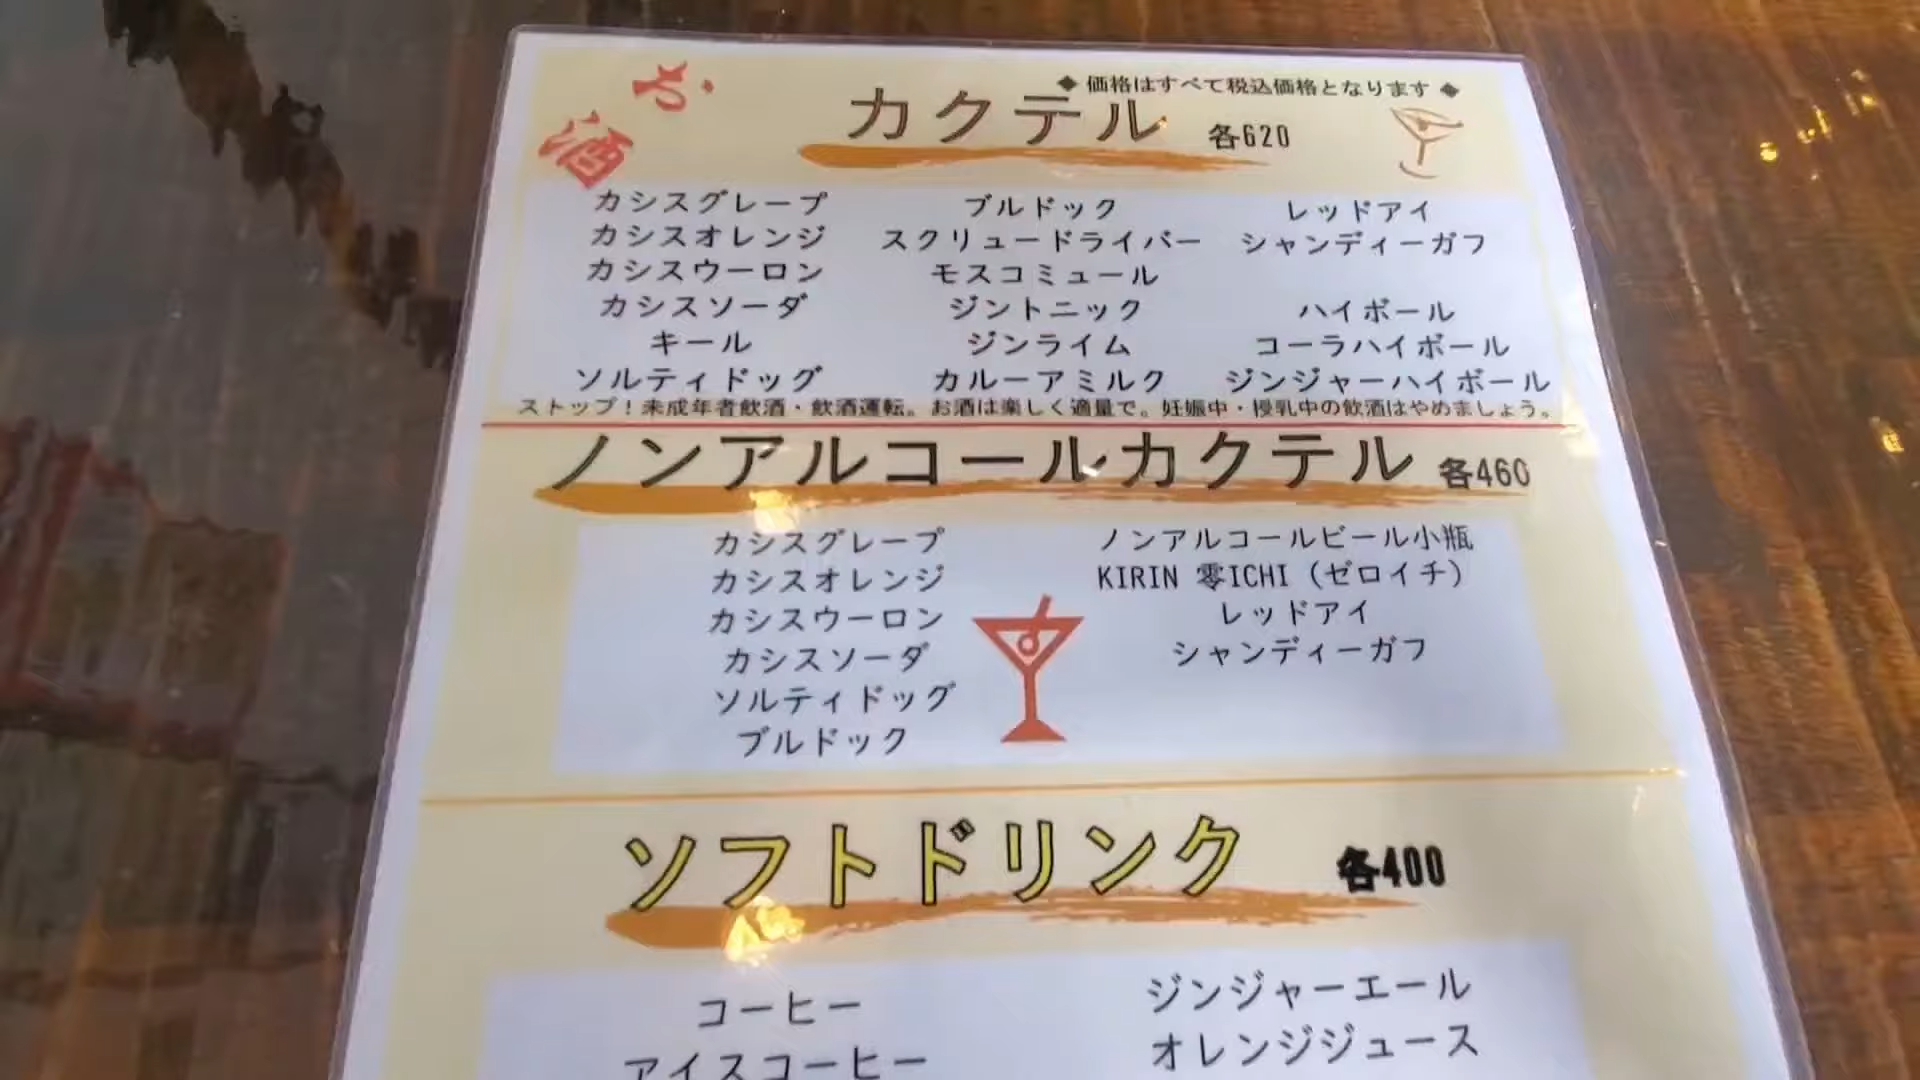 お酒
◆ 価格はすべて税込価格となります ◆
カクテル 各620
カシスグレープ
カシスオレンジ
カシスウーロン
カシスソーダ
キール
ソルティドッグ
ブルドック
スクリュードライバー
モスコミュール
ジントニック
ジンライム
カルーアミルク
レッドアイ
シャンディーガフ
ハイボール
コーラハイボール
ジンジャーハイボール
ストップ!未成年者飲酒・飲酒運転。お酒は楽しく適量で。妊娠中・授乳中の飲酒はやめましょう。
ノンアルコールカクテル 各460
カシスグレープ
カシスオレンジ
カシスウーロン
カシスソーダ
ソルティドッグ
ブルドック
ノンアルコールビール小瓶
KIRIN 零ICHI(ゼロイチ)
レッドアイ
シャンディーガフ
ソフトドリンク 各400
コーヒー
アイスコーヒー
ジンジャーエール
オレンジジュース